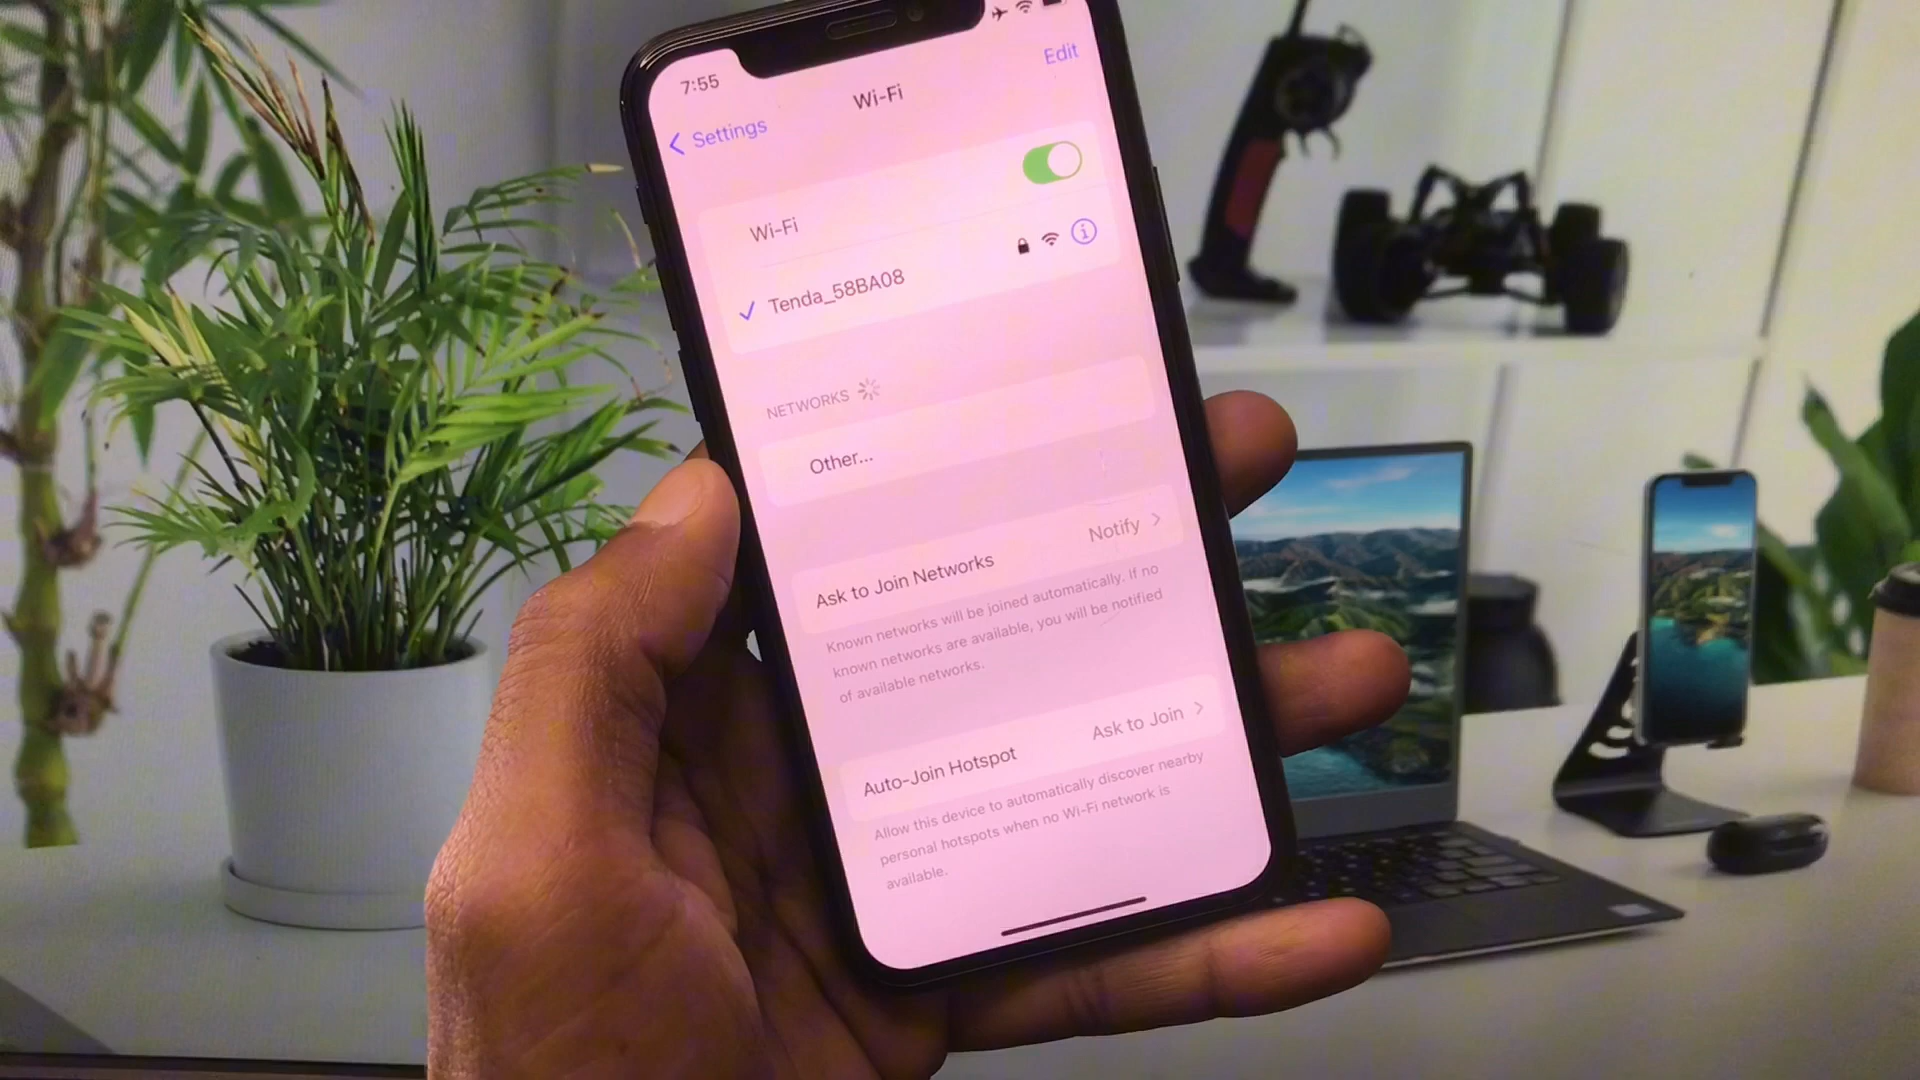 7:55
Settings
Wi-Fi
Edit
Wi-Fi
Tenda_58BA08
NETWORKS
Other...
Ask to Join Networks
Notify
Known networks will be joined automatically. If no
known networks are available, you will be notified
of available networks.
Auto-Join Hotspot
Ask to Join
Allow this device to automatically discover nearby
personal hotspots when no Wi-Fi network is
available.